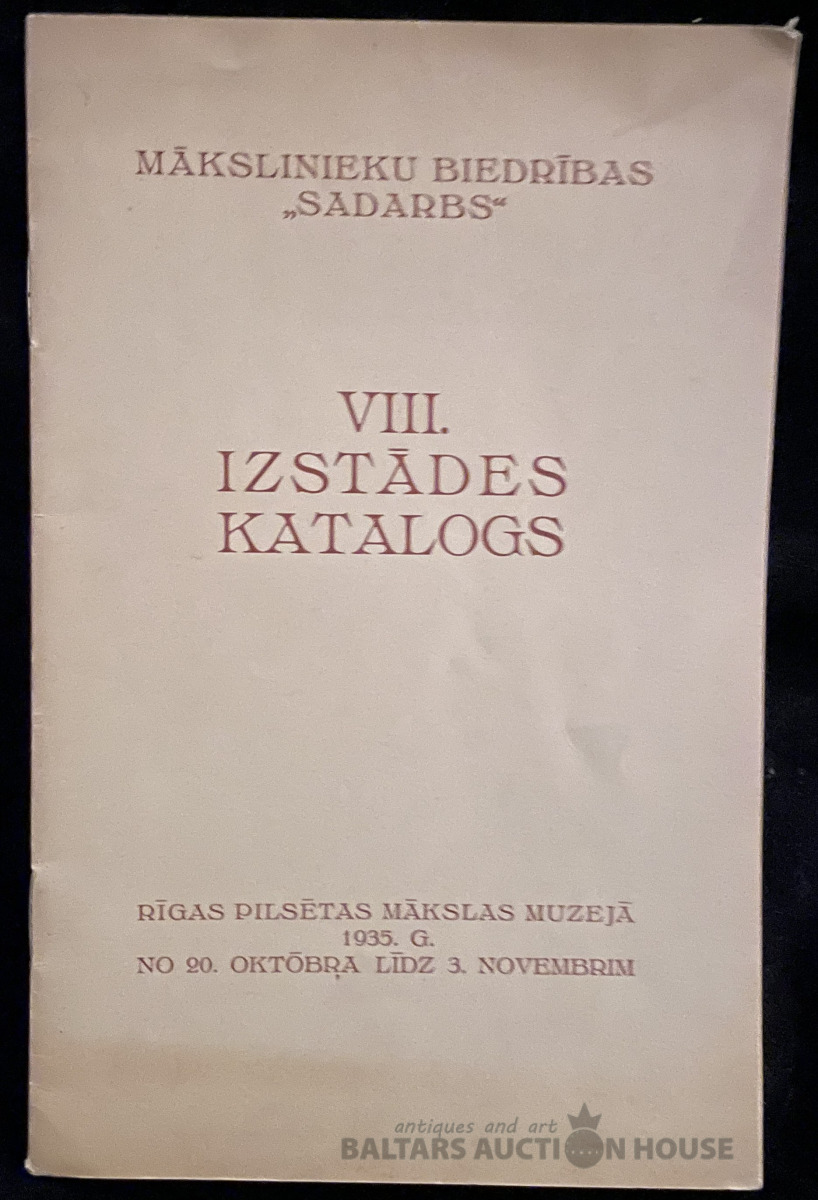 MĀKSLINIEKU BIEDRĪBAS
„SADARBS“
VIII.
IZSTĀDES
KATALOGS
RĪGAS PILSĒTAS MĀKSLAS MUZEJĀ
1935. G.
NO 20. OKTŌBŖA LĪDZ 3. NOVEMBRIM
antiques and art
BALTARS AUCTION HOUSE